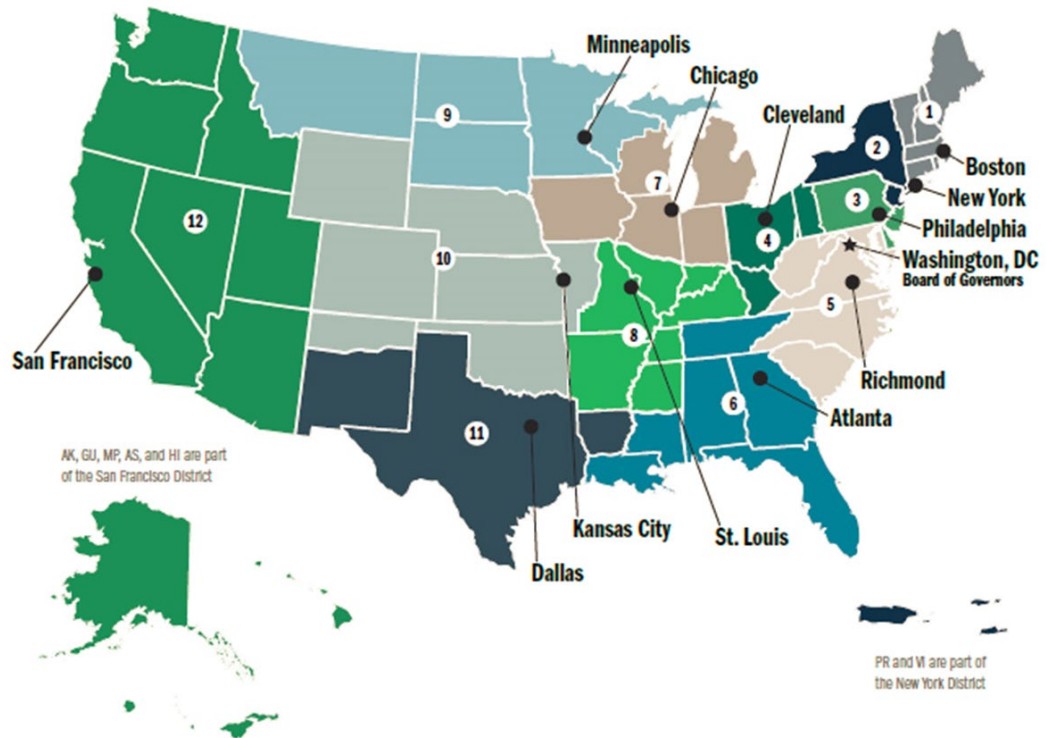 Minneapolis
Chicago
Cleveland
1
9
2
Boston
7
3
New York
12
Philadelphia
4
10
Washington, DC
Board of Governors
5
8
San Francisco
Richmond
6
Atlanta
11
AK, GU, MP, AS, and HI are part
of the San Francisco District
Kansas City
St. Louis
Dallas
PR and VI are part of
the New York District